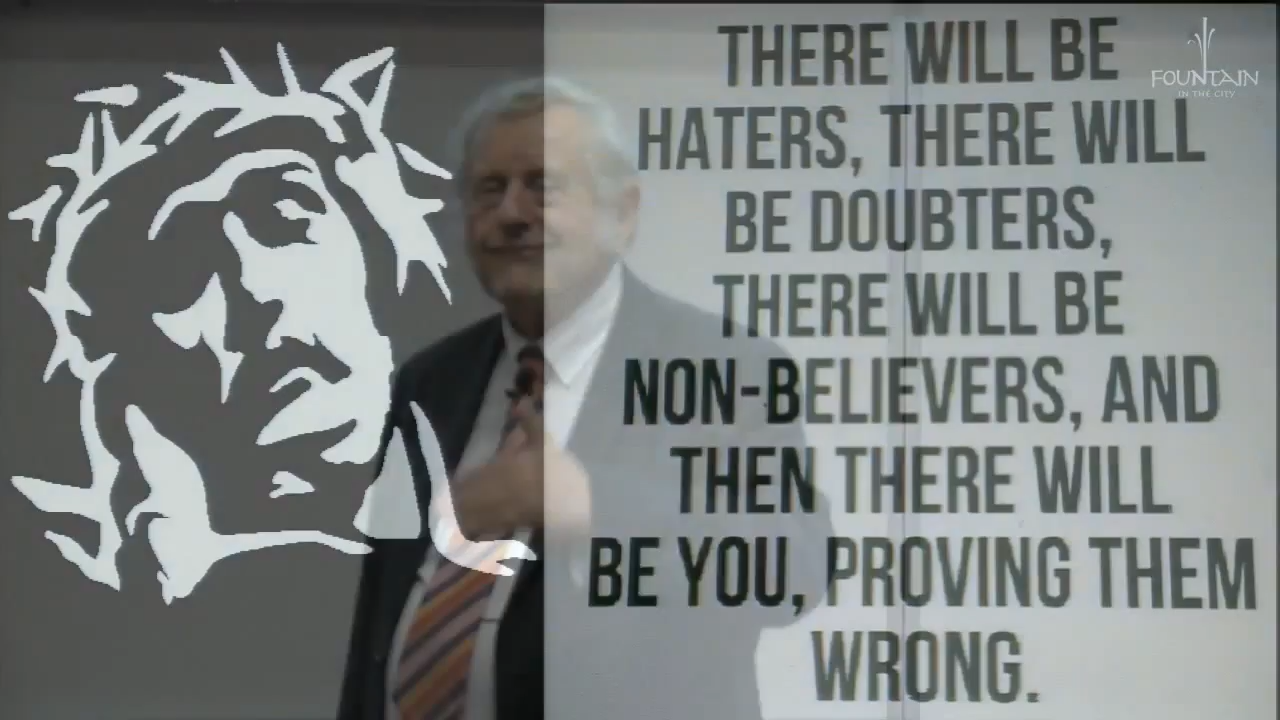 THERE WILL BE
HATERS, THERE WILL
BE DOUBTERS,
THERE WILL BE
NON-BELIEVERS, AND
THEN THERE WILL
BE YOU, PROVING THEM
WRONG.
FOUNTAIN
IN THE CITY